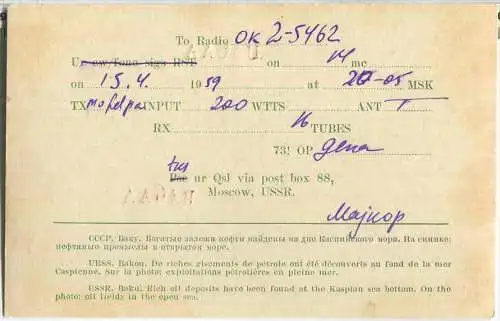 To Radio OK 2-5462
Ur cw/fone sigs RST on 14 mc
on 15.4. 1959 at 20-05 MSK
TX INPUT 200 WTTS ANT T
RX 16 TUBES
73! OP Gena
tks
Pse ur Qsl via post box 88,
Moscow, USSR.
Majkop
СССР. Баку. Богатые залежи нефти найдены на дне Каспийского моря. На снимке:
нефтяные промыслы в открытом море.
URSS. Bakou. De riches gisements de pétrole ont été découverts au fond de la mer
Caspienne. Sur la photo: exploitations pétrolières en pleine mer.
USSR. Baku. Rich oil deposits have been found at the Kaspian sea bottom. On the
photo: oil fields in the open sea.